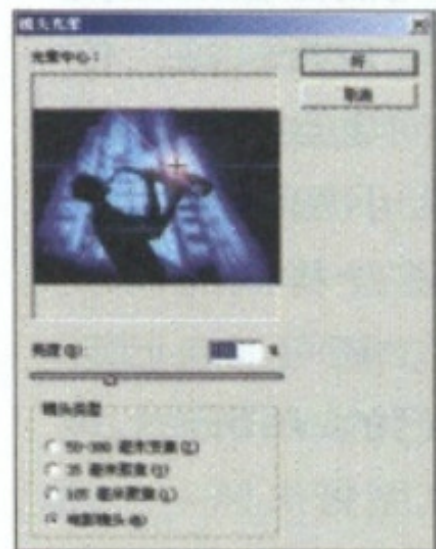 镜头光晕
光晕中心：
好
取消
亮度(B): %
镜头类型
50-300 毫米变焦(Z)
35 毫米聚焦(3)
105 毫米聚焦(L)
电影镜头(M)